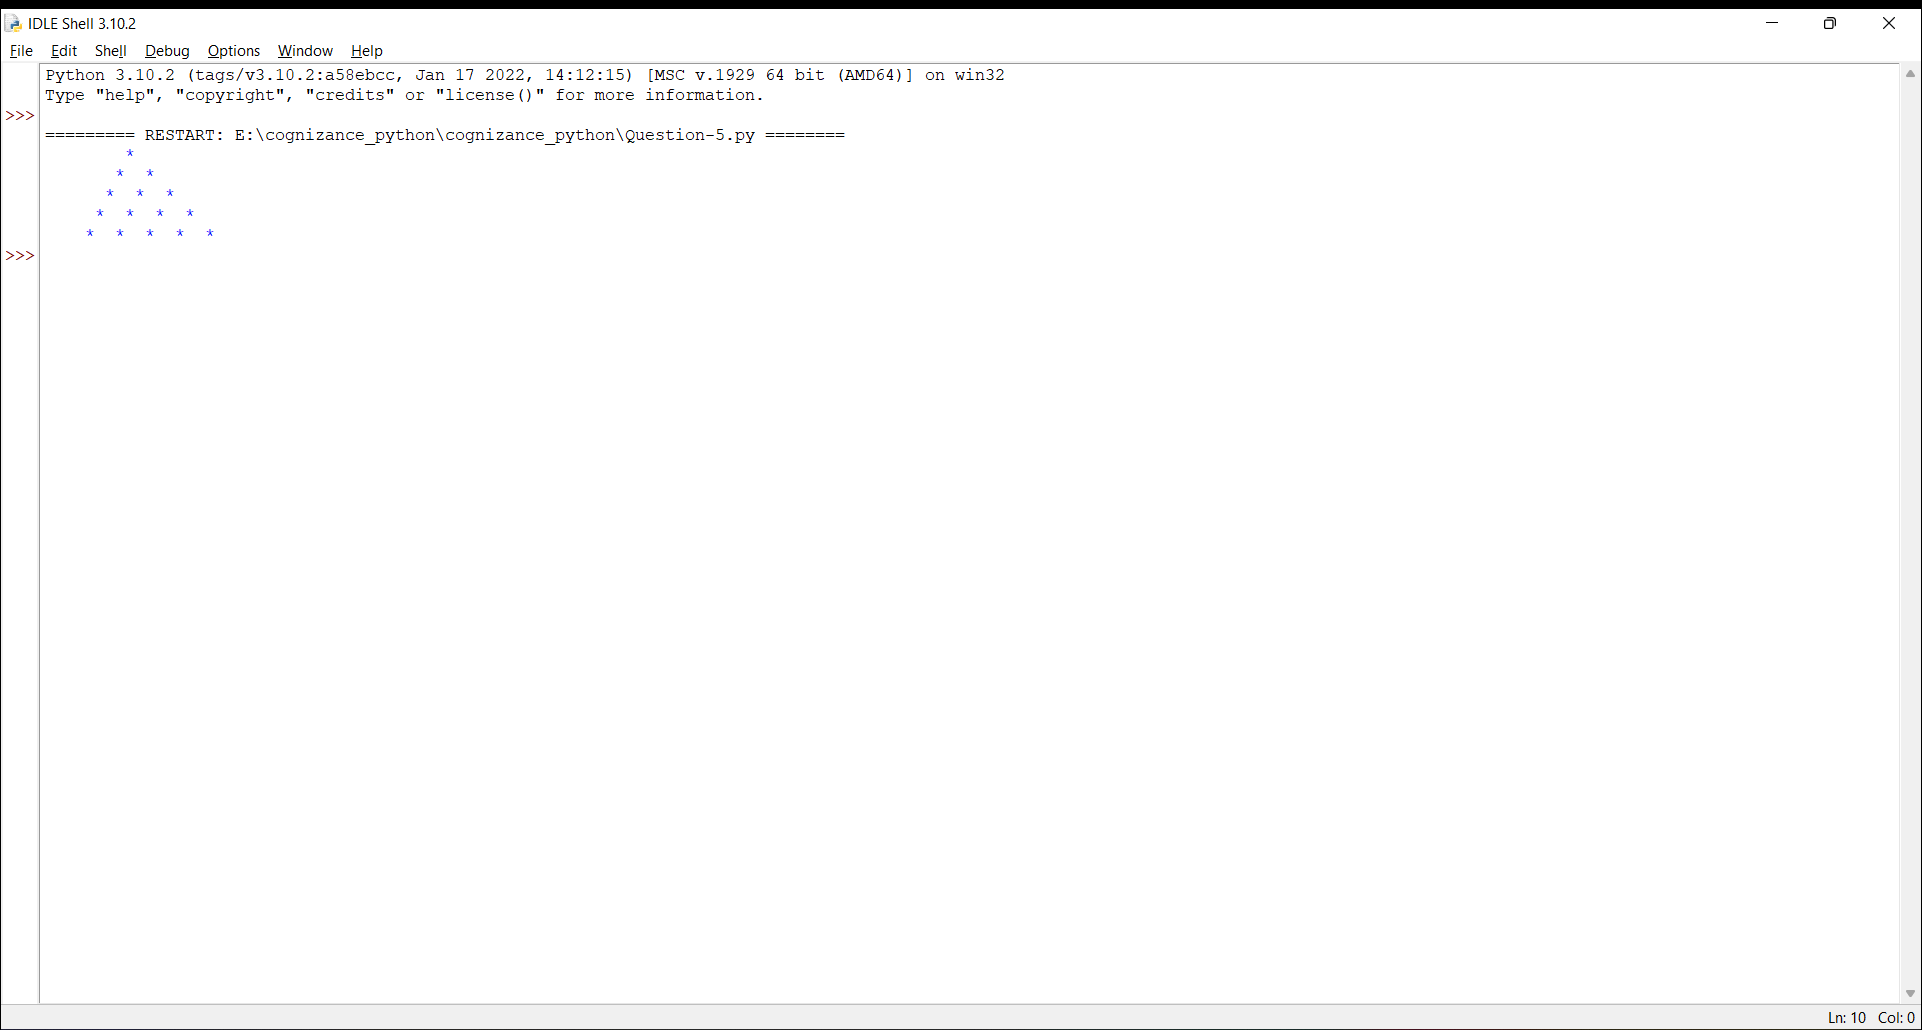 IDLE Shell 3.10.2
File Edit Shell Debug Options Window Help
Python 3.10.2 (tags/v3.10.2:a58ebcc, Jan 17 2022, 14:12:15) [MSC v.1929 64 bit (AMD64)] on win32
Type "help", "copyright", "credits" or "license()" for more information.
>>>
========= RESTART: E:\cognizance_python\cognizance_python\Question-5.py ========
        *
       *  *
      *  *  *
     *  *  *  *
    *  *  *  *  *
>>>
Ln: 10 Col: 0